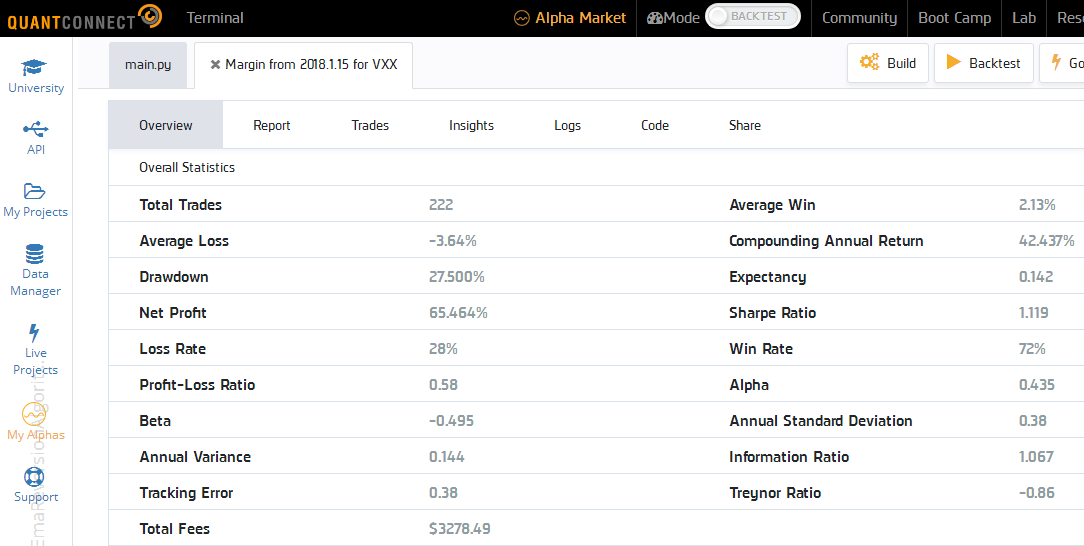 QUANTCONNECT Terminal Alpha Market Mode BACKTEST Community Boot Camp Lab
main.py Margin from 2018.1.15 for VXX Build Backtest
University
API
My Projects
Data
Manager
Live
Projects
My Alphas
Support
Overview Report Trades Insights Logs Code Share
Overall Statistics
Total Trades 222 Average Win 2.13%
Average Loss -3.64% Compounding Annual Return 42.437%
Drawdown 27.500% Expectancy 0.142
Net Profit 65.464% Sharpe Ratio 1.119
Loss Rate 28% Win Rate 72%
Profit-Loss Ratio 0.58 Alpha 0.435
Beta -0.495 Annual Standard Deviation 0.38
Annual Variance 0.144 Information Ratio 1.067
Tracking Error 0.38 Treynor Ratio -0.86
Total Fees $3278.49